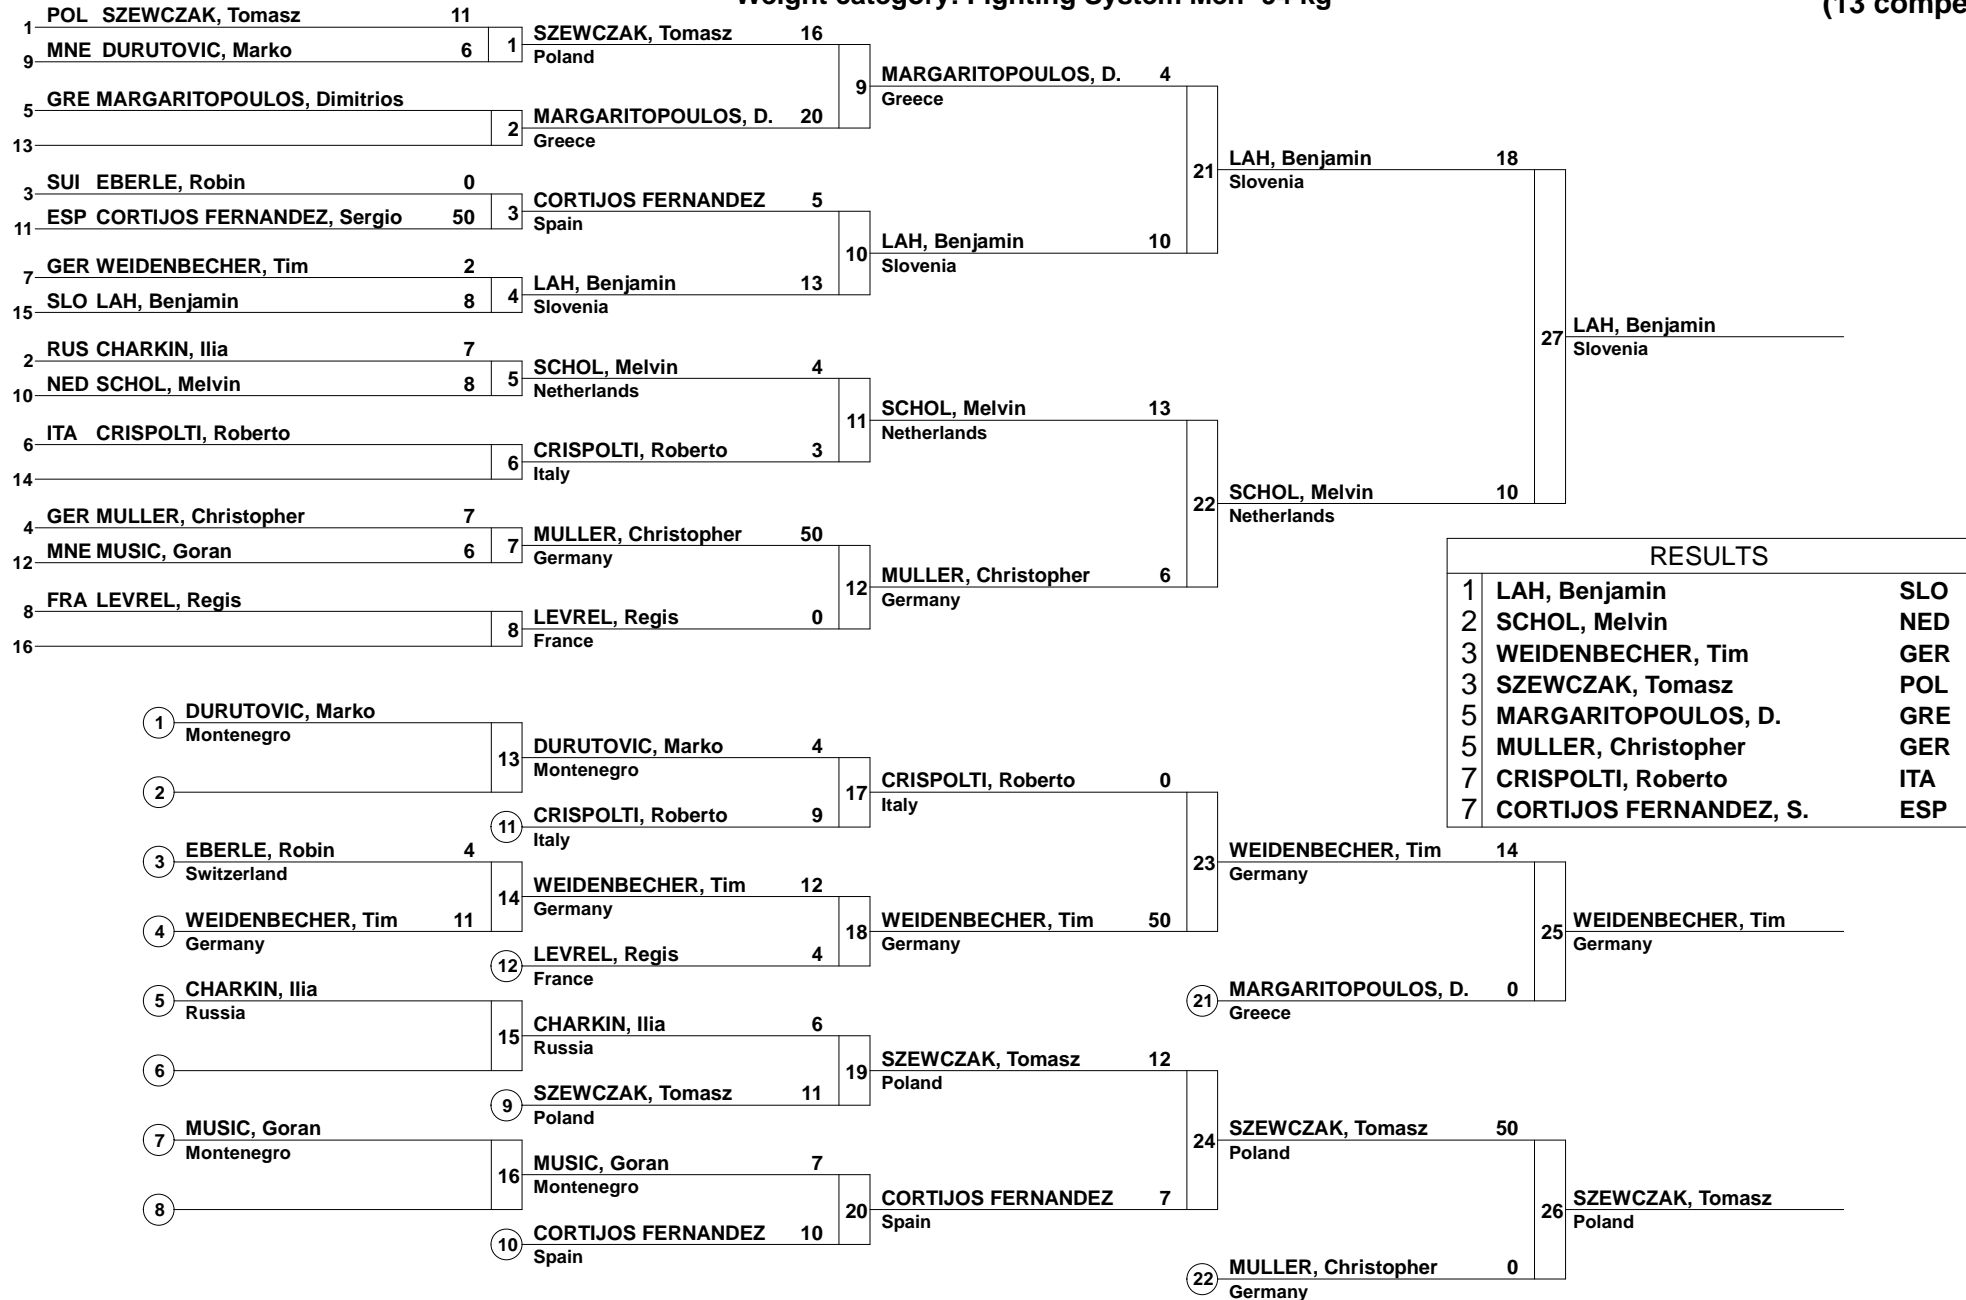 Weight category: Fighting System Men -94 kg
(13 compe
1 POL SZEWCZAK, Tomasz 11
9 MNE DURUTOVIC, Marko 6
1
SZEWCZAK, Tomasz 16
Poland
5 GRE MARGARITOPOULOS, Dimitrios
13
2
MARGARITOPOULOS, D. 20
Greece
9
MARGARITOPOULOS, D. 4
Greece
3 SUI EBERLE, Robin 0
11 ESP CORTIJOS FERNANDEZ, Sergio 50
3
CORTIJOS FERNANDEZ 5
Spain
7 GER WEIDENBECHER, Tim 2
15 SLO LAH, Benjamin 8
4
LAH, Benjamin 13
Slovenia
10
LAH, Benjamin 10
Slovenia
21
LAH, Benjamin 18
Slovenia
2 RUS CHARKIN, Ilia 7
10 NED SCHOL, Melvin 8
5
SCHOL, Melvin 4
Netherlands
6 ITA CRISPOLTI, Roberto
14
6
CRISPOLTI, Roberto 3
Italy
11
SCHOL, Melvin 13
Netherlands
4 GER MULLER, Christopher 7
12 MNE MUSIC, Goran 6
7
MULLER, Christopher 50
Germany
8 FRA LEVREL, Regis
16
8
LEVREL, Regis 0
France
12
MULLER, Christopher 6
Germany
22
SCHOL, Melvin 10
Netherlands
27
LAH, Benjamin
Slovenia
RESULTS
1 LAH, Benjamin SLO
2 SCHOL, Melvin NED
3 WEIDENBECHER, Tim GER
3 SZEWCZAK, Tomasz POL
5 MARGARITOPOULOS, D. GRE
5 MULLER, Christopher GER
7 CRISPOLTI, Roberto ITA
7 CORTIJOS FERNANDEZ, S. ESP
1 DURUTOVIC, Marko
Montenegro
2
13
DURUTOVIC, Marko 4
Montenegro
11 CRISPOLTI, Roberto 9
Italy
17
CRISPOLTI, Roberto 0
Italy
3 EBERLE, Robin 4
Switzerland
4 WEIDENBECHER, Tim 11
Germany
14
WEIDENBECHER, Tim 12
Germany
12 LEVREL, Regis 4
France
18
WEIDENBECHER, Tim 50
Germany
23
WEIDENBECHER, Tim 14
Germany
21 MARGARITOPOULOS, D. 0
Greece
25
WEIDENBECHER, Tim
Germany
5 CHARKIN, Ilia
Russia
6
15
CHARKIN, Ilia 6
Russia
9 SZEWCZAK, Tomasz 11
Poland
19
SZEWCZAK, Tomasz 12
Poland
7 MUSIC, Goran
Montenegro
8
16
MUSIC, Goran 7
Montenegro
10 CORTIJOS FERNANDEZ 10
Spain
20
CORTIJOS FERNANDEZ 7
Spain
24
SZEWCZAK, Tomasz 50
Poland
22 MULLER, Christopher 0
Germany
26
SZEWCZAK, Tomasz
Poland